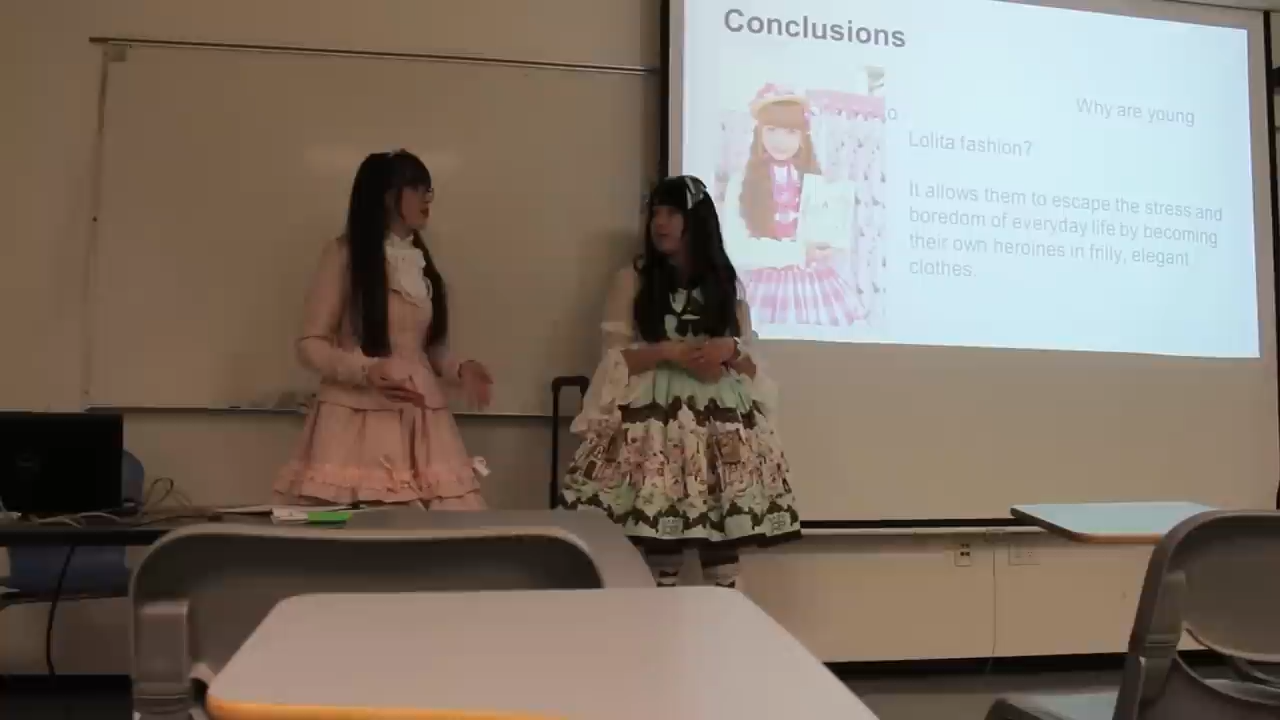 Conclusions
Why are young
Lolita fashion?
It allows them to escape the stress and
boredom of everyday life by becoming
their own heroines in frilly, elegant
clothes.